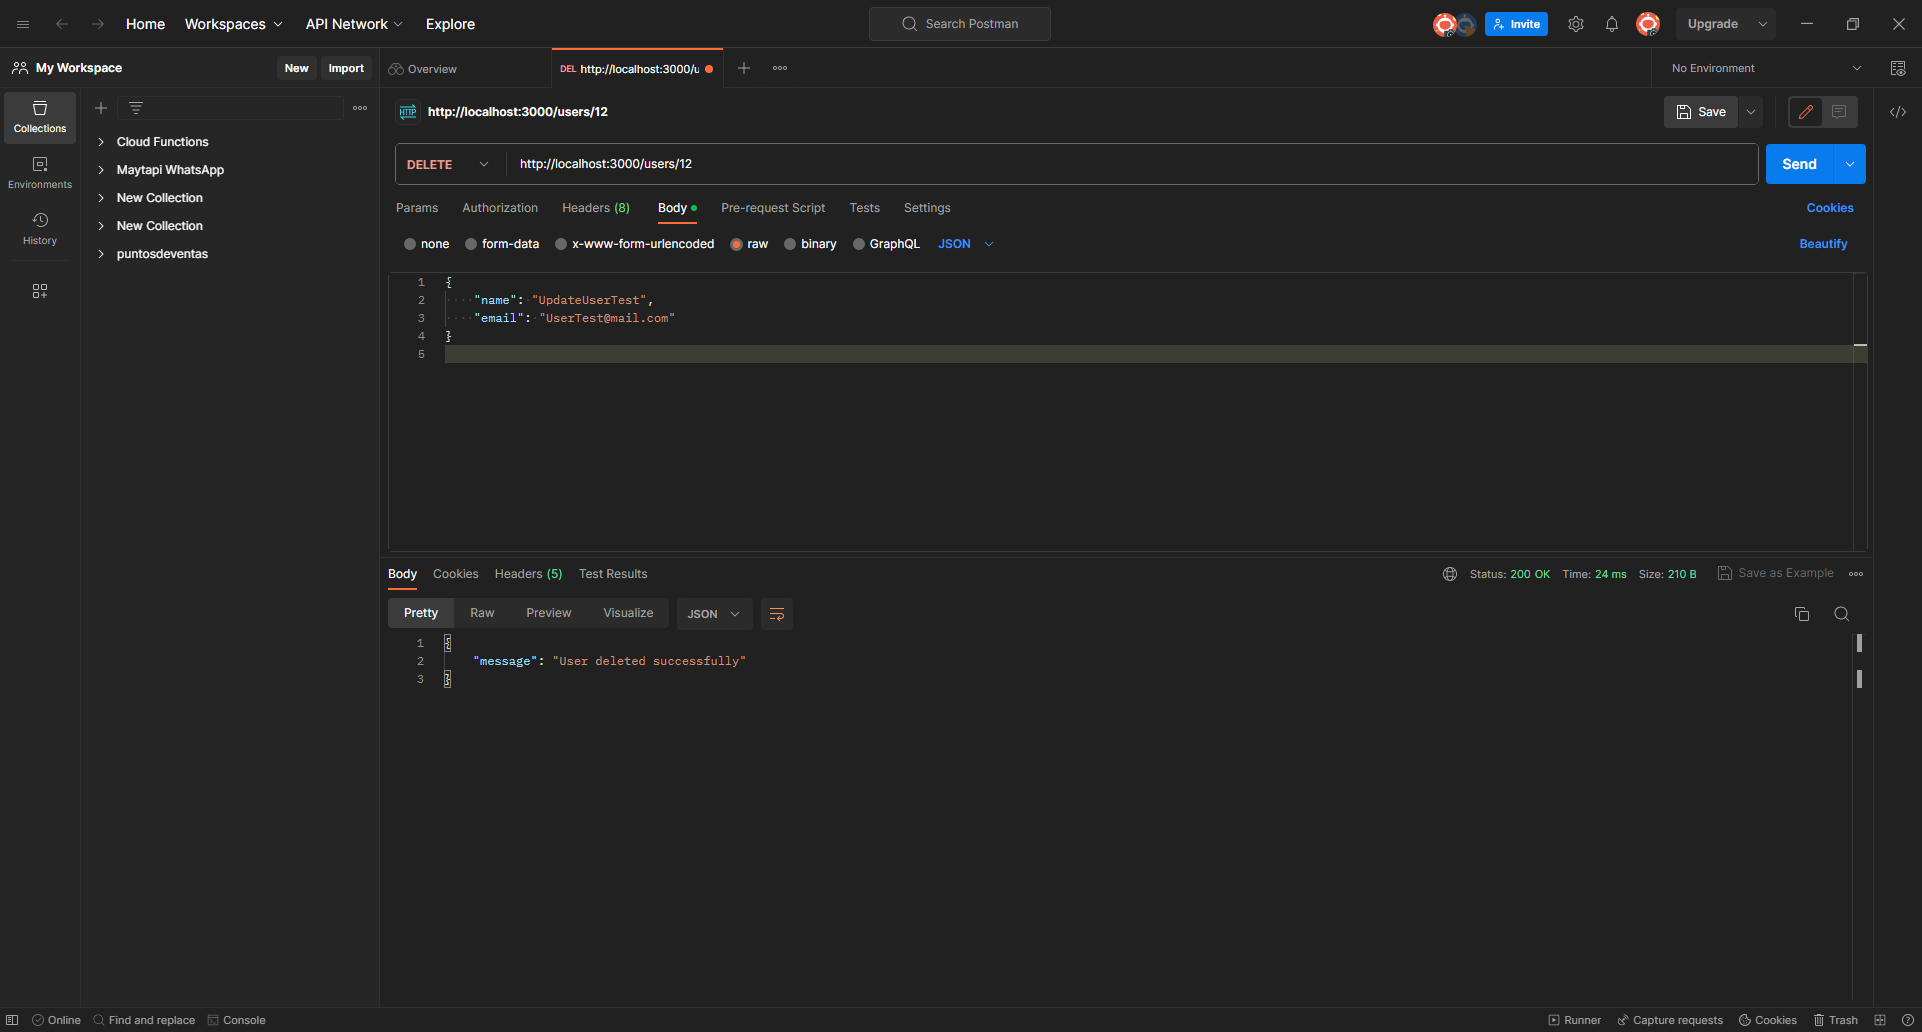 Home Workspaces API Network Explore Search Postman Invite Upgrade
My Workspace New Import Overview DEL http://localhost:3000/u No Environment
Collections
Environments
History
Cloud Functions
Maytapi WhatsApp
New Collection
New Collection
puntosdeventas
HTTP http://localhost:3000/users/12 Save
DELETE http://localhost:3000/users/12 Send
Params Authorization Headers (8) Body Pre-request Script Tests Settings Cookies
none form-data x-www-form-urlencoded raw binary GraphQL JSON Beautify
1 {
2 "name": "UpdateUserTest",
3 "email": "UserTest@mail.com"
4 }
5
Body Cookies Headers (5) Test Results Status: 200 OK Time: 24 ms Size: 210 B Save as Example
Pretty Raw Preview Visualize JSON
1 {
2 "message": "User deleted successfully"
3 }
Online Find and replace Console Runner Capture requests Cookies Trash